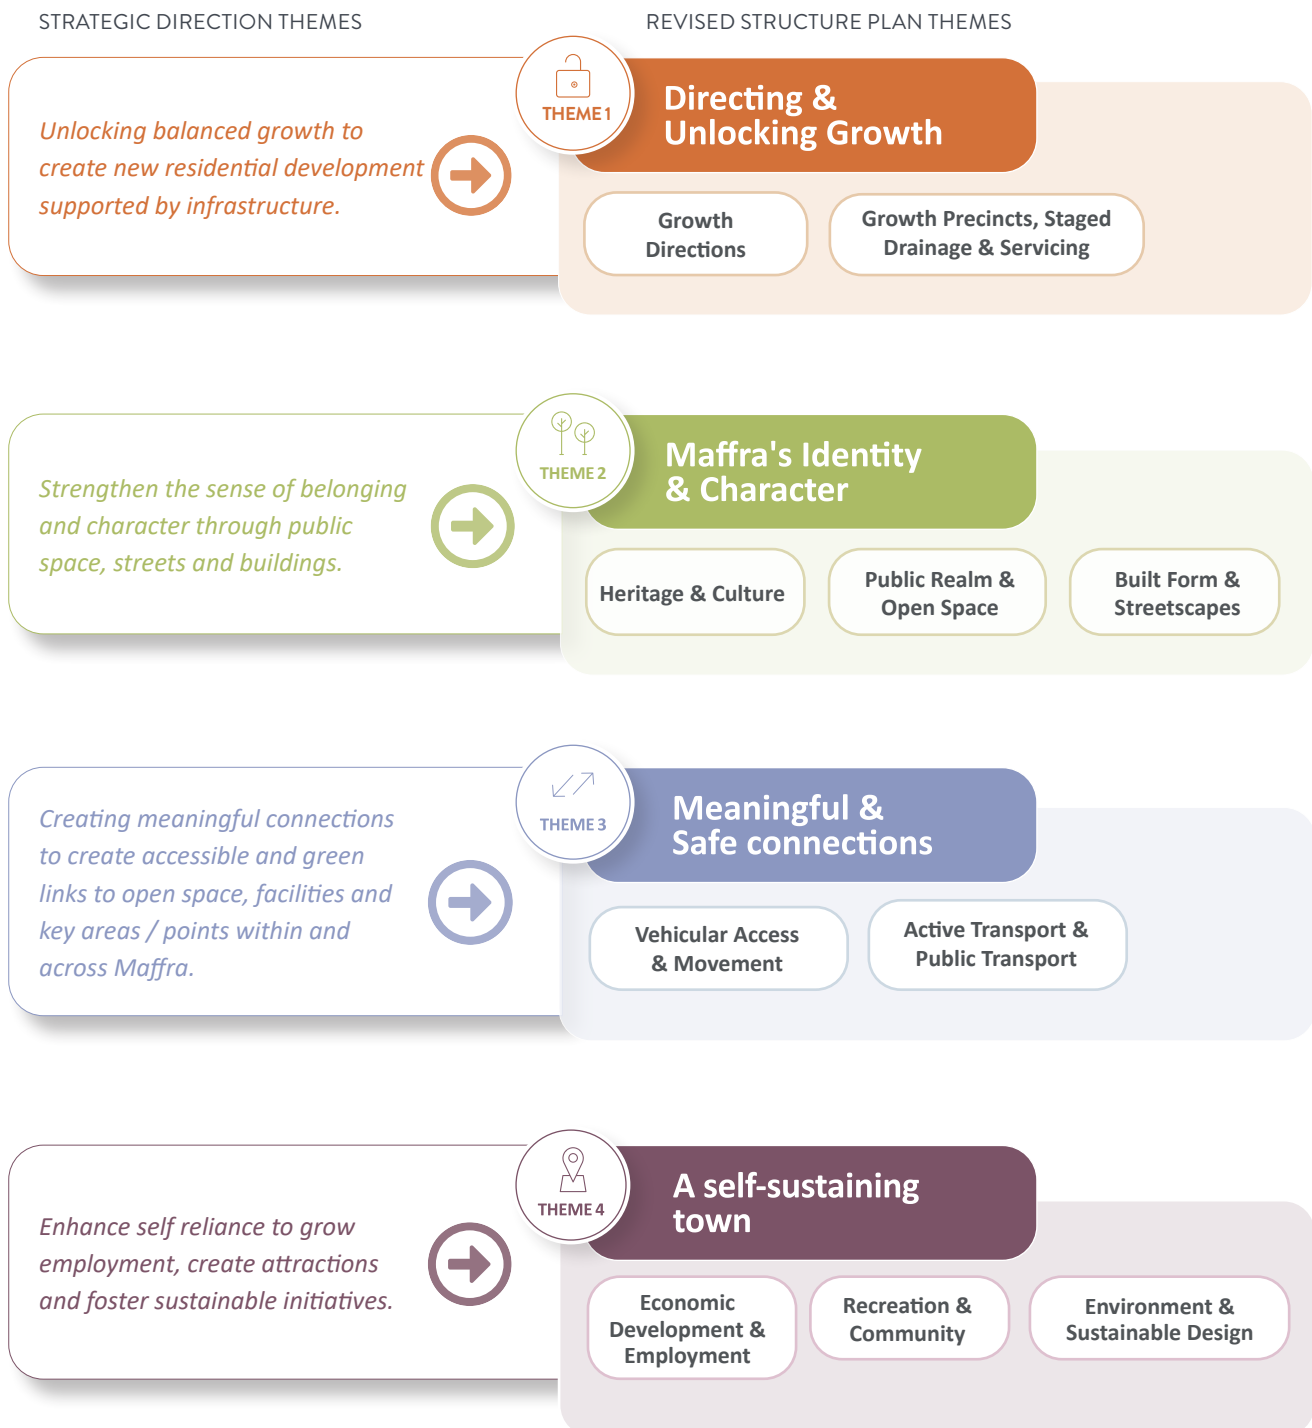 STRATEGIC DIRECTION THEMES
REVISED STRUCTURE PLAN THEMES
Unlocking balanced growth to
create new residential development
supported by infrastructure.
THEME 1
Directing &
Unlocking Growth
Growth
Directions
Growth Precincts, Staged
Drainage & Servicing
Strengthen the sense of belonging
and character through public
space, streets and buildings.
THEME 2
Maffra's Identity
& Character
Heritage & Culture
Public Realm &
Open Space
Built Form &
Streetscapes
Creating meaningful connections
to create accessible and green
links to open space, facilities and
key areas / points within and
across Maffra.
THEME 3
Meaningful &
Safe connections
Vehicular Access
& Movement
Active Transport &
Public Transport
Enhance self reliance to grow
employment, create attractions
and foster sustainable initiatives.
THEME 4
A self-sustaining
town
Economic
Development &
Employment
Recreation &
Community
Environment &
Sustainable Design